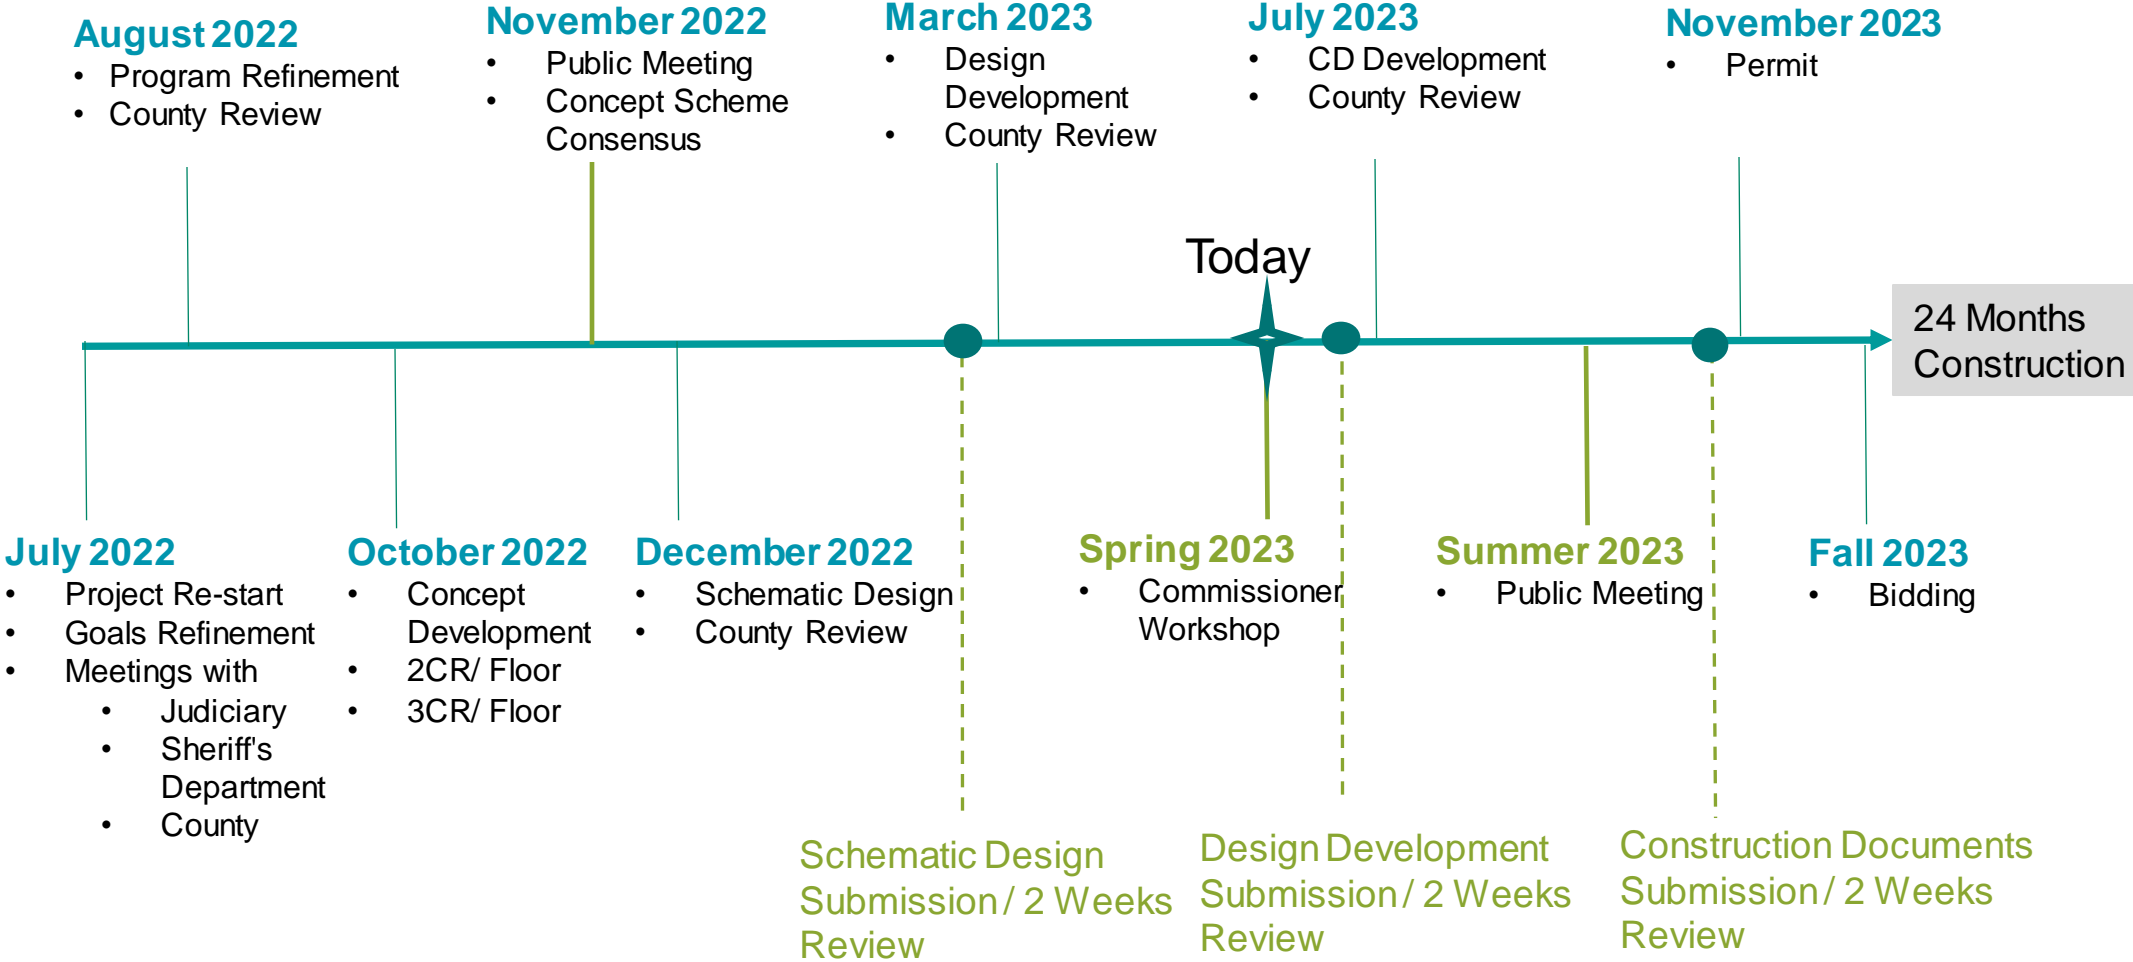 August 2022
• Program Refinement
• County Review
November 2022
• Public Meeting
• Concept Scheme
Consensus
March 2023
• Design
Development
• County Review
July 2023
• CD Development
• County Review
November 2023
• Permit
Today
24 Months
Construction
July 2022
• Project Re-start
• Goals Refinement
• Meetings with
• Judiciary
• Sheriff's
Department
• County
October 2022
• Concept
Development
• 2CR/ Floor
• 3CR/ Floor
December 2022
• Schematic Design
• County Review
Spring 2023
• Commissioner
Workshop
Summer 2023
• Public Meeting
Fall 2023
• Bidding
Schematic Design
Submission / 2 Weeks
Review
Design Development
Submission / 2 Weeks
Review
Construction Documents
Submission / 2 Weeks
Review